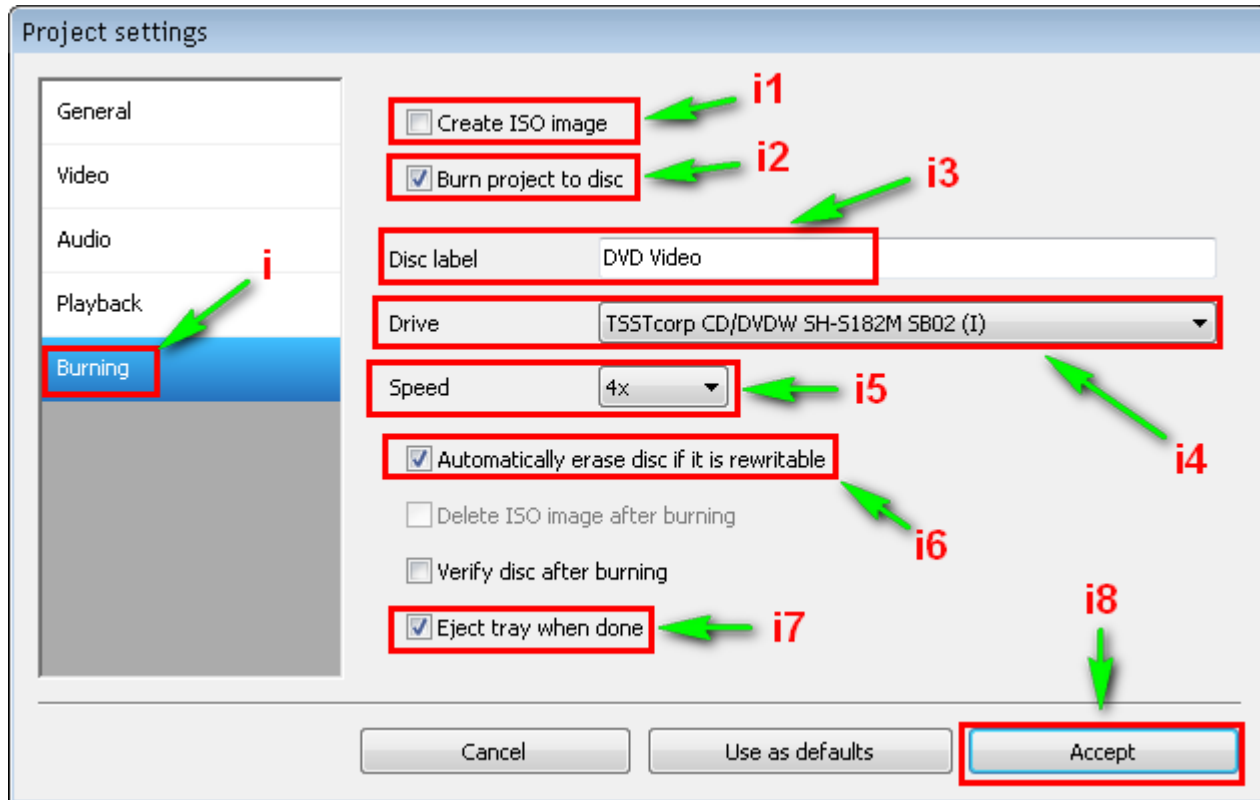 Project settings
General
Video
Audio
Playback
Burning
i
Create ISO image
i1
Burn project to disc
i2
i3
Disc label DVD Video
Drive TSSTcorp CD/DVDW SH-S182M SB02 (I)
i4
Speed 4x
i5
Automatically erase disc if it is rewritable
i6
Delete ISO image after burning
Verify disc after burning
Eject tray when done
i7
i8
Cancel Use as defaults Accept